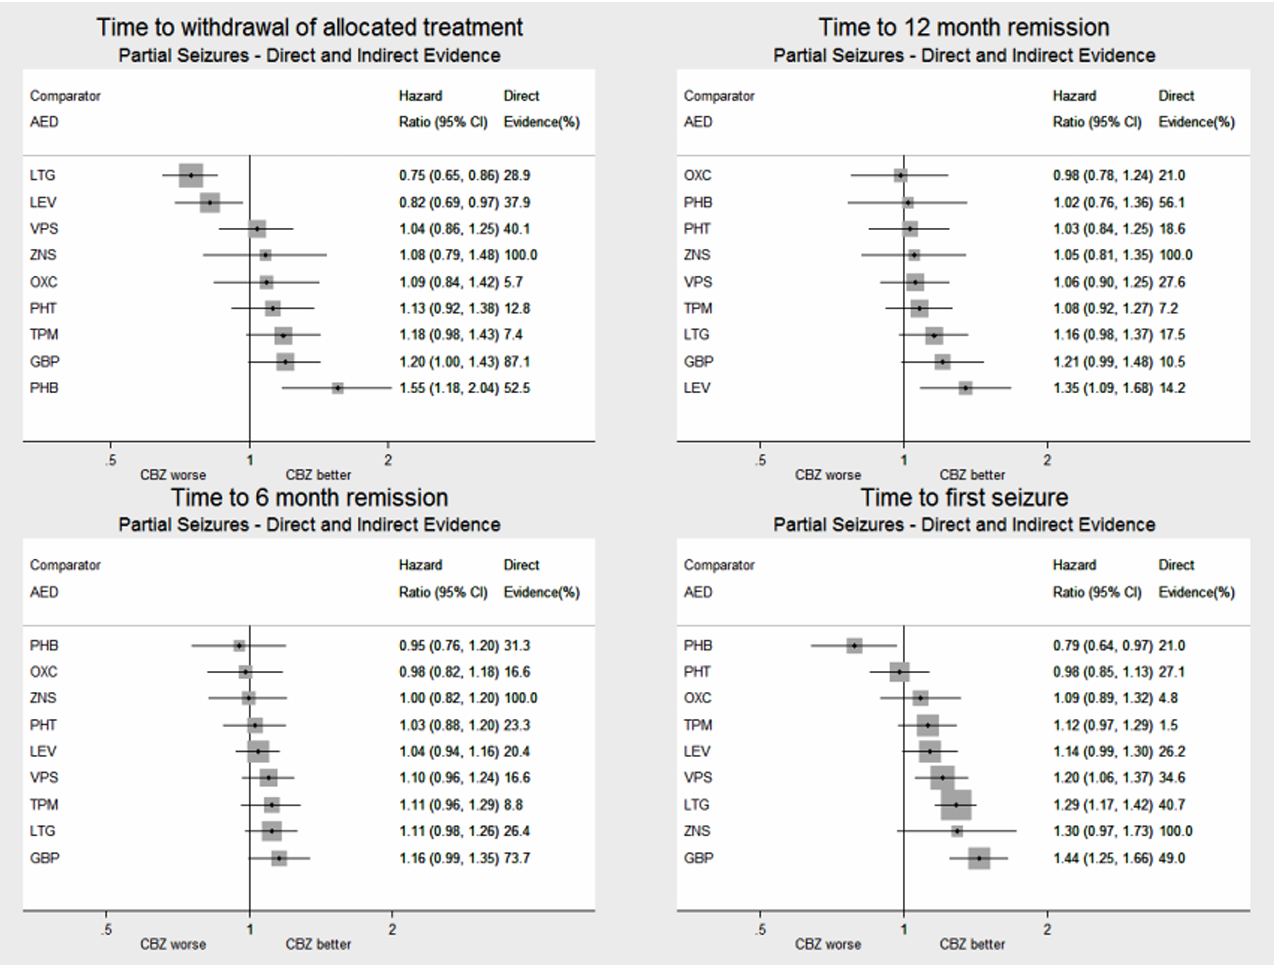 Time to withdrawal of allocated treatment
Partial Seizures - Direct and Indirect Evidence
Comparator Hazard Direct
AED Ratio (95% CI) Evidence(%)
LTG 0.75 (0.65, 0.86) 28.9
LEV 0.82 (0.69, 0.97) 37.9
VPS 1.04 (0.86, 1.25) 40.1
ZNS 1.08 (0.79, 1.48) 100.0
OXC 1.09 (0.84, 1.42) 5.7
PHT 1.13 (0.92, 1.38) 12.8
TPM 1.18 (0.98, 1.43) 7.4
GBP 1.20 (1.00, 1.43) 87.1
PHB 1.55 (1.18, 2.04) 52.5
.5 1 2
CBZ worse CBZ better
Time to 12 month remission
Partial Seizures - Direct and Indirect Evidence
Comparator Hazard Direct
AED Ratio (95% CI) Evidence(%)
OXC 0.98 (0.78, 1.24) 21.0
PHB 1.02 (0.76, 1.36) 56.1
PHT 1.03 (0.84, 1.25) 18.6
ZNS 1.05 (0.81, 1.35) 100.0
VPS 1.06 (0.90, 1.25) 27.6
TPM 1.08 (0.92, 1.27) 7.2
LTG 1.16 (0.98, 1.37) 17.5
GBP 1.21 (0.99, 1.48) 10.5
LEV 1.35 (1.09, 1.68) 14.2
.5 1 2
CBZ worse CBZ better
Time to 6 month remission
Partial Seizures - Direct and Indirect Evidence
Comparator Hazard Direct
AED Ratio (95% CI) Evidence(%)
PHB 0.95 (0.76, 1.20) 31.3
OXC 0.98 (0.82, 1.18) 16.6
ZNS 1.00 (0.82, 1.20) 100.0
PHT 1.03 (0.88, 1.20) 23.3
LEV 1.04 (0.94, 1.16) 20.4
VPS 1.10 (0.96, 1.24) 16.6
TPM 1.11 (0.96, 1.29) 8.8
LTG 1.11 (0.98, 1.26) 26.4
GBP 1.16 (0.99, 1.35) 73.7
.5 1 2
CBZ worse CBZ better
Time to first seizure
Partial Seizures - Direct and Indirect Evidence
Comparator Hazard Direct
AED Ratio (95% CI) Evidence(%)
PHB 0.79 (0.64, 0.97) 21.0
PHT 0.98 (0.85, 1.13) 27.1
OXC 1.09 (0.89, 1.32) 4.8
TPM 1.12 (0.97, 1.29) 1.5
LEV 1.14 (0.99, 1.30) 26.2
VPS 1.20 (1.06, 1.37) 34.6
LTG 1.29 (1.17, 1.42) 40.7
ZNS 1.30 (0.97, 1.73) 100.0
GBP 1.44 (1.25, 1.66) 49.0
.5 1 2
CBZ worse CBZ better